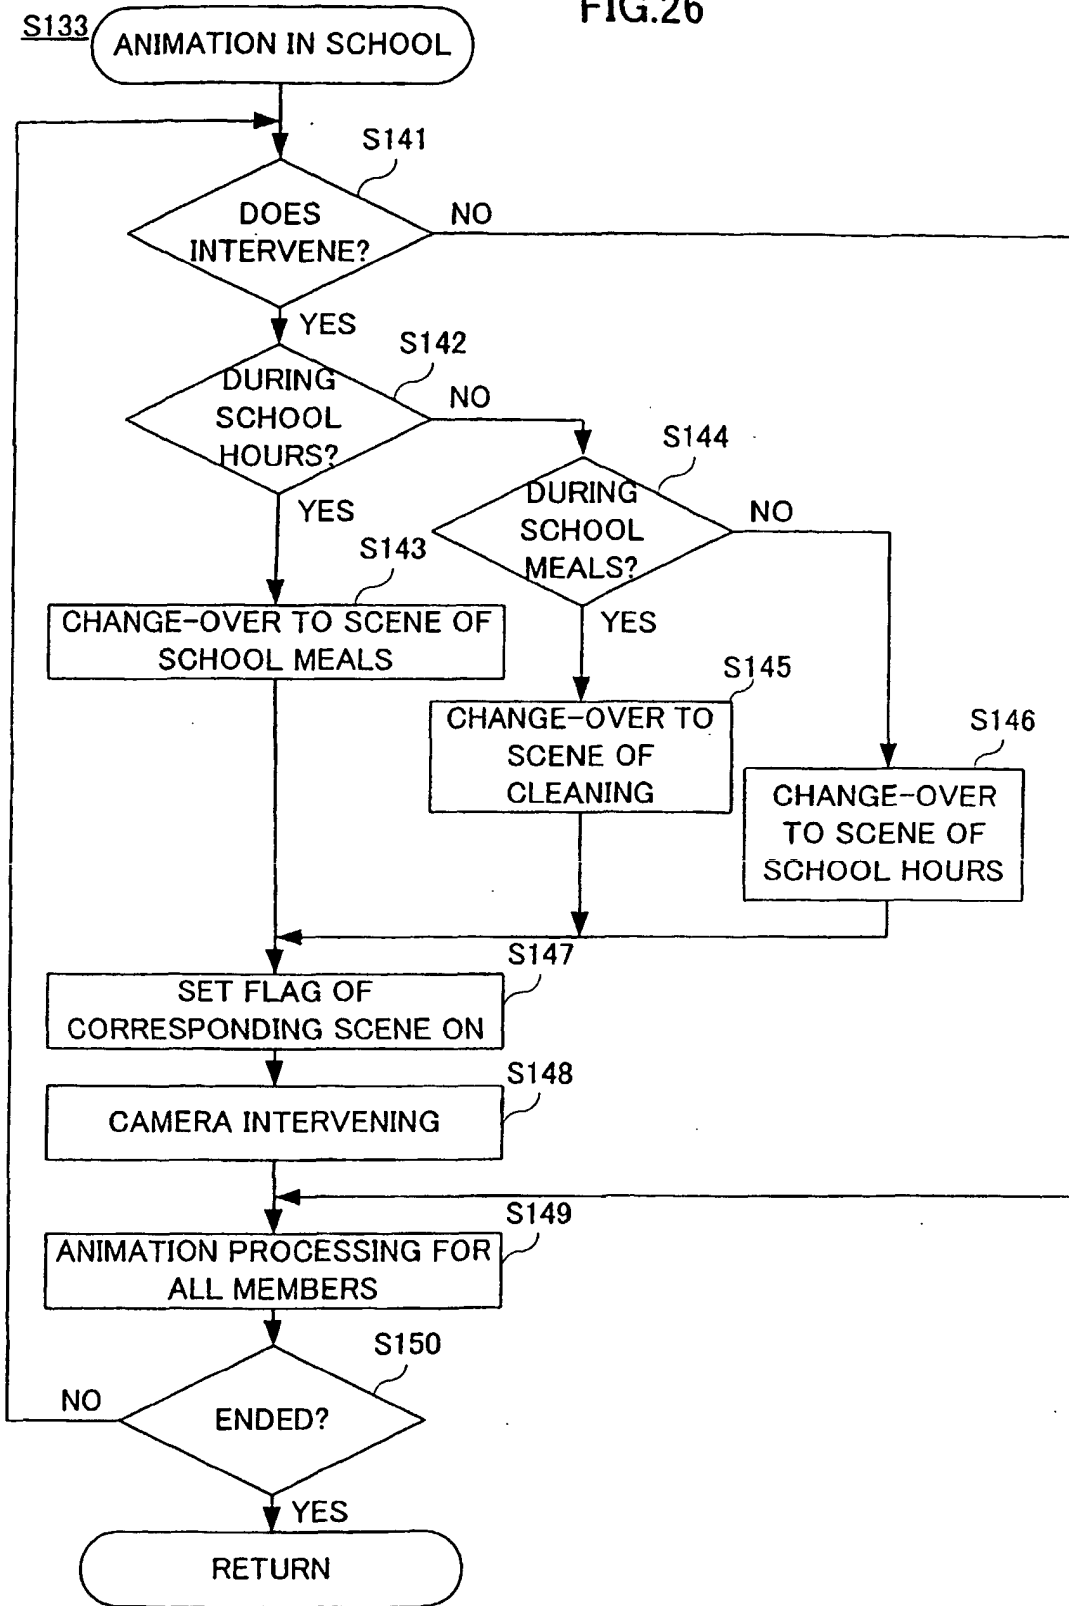 FIG.26
S133
ANIMATION IN SCHOOL
S141
DOES
INTERVENE?
NO
YES
S142
DURING
SCHOOL
HOURS?
NO
YES
S144
DURING
SCHOOL
MEALS?
NO
YES
S143
CHANGE-OVER TO SCENE OF
SCHOOL MEALS
S145
CHANGE-OVER TO
SCENE OF
CLEANING
S146
CHANGE-OVER
TO SCENE OF
SCHOOL HOURS
S147
SET FLAG OF
CORRESPONDING SCENE ON
S148
CAMERA INTERVENING
S149
ANIMATION PROCESSING FOR
ALL MEMBERS
S150
ENDED?
NO
YES
RETURN